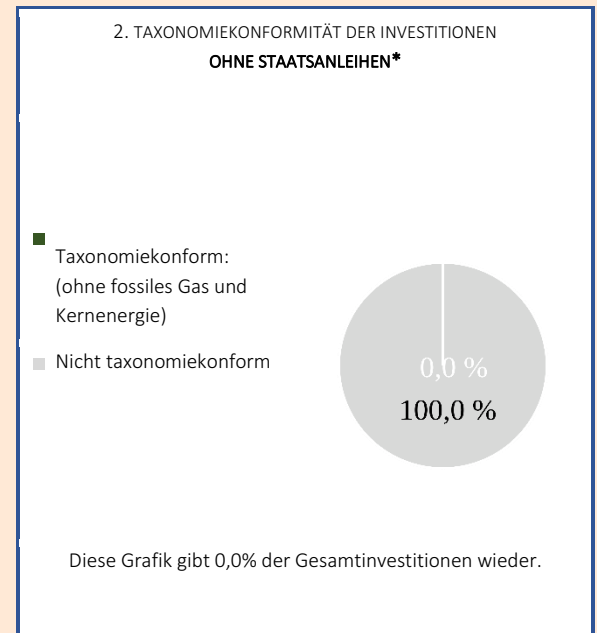 2. TAXONOMIEKONFORMITÄT DER INVESTITIONEN
OHNE STAATSANLEIHEN*
Taxonomiekonform:
(ohne fossiles Gas und
Kernenergie)
Nicht taxonomiekonform
0,0 %
100,0 %
Diese Grafik gibt 0,0% der Gesamtinvestitionen wieder.